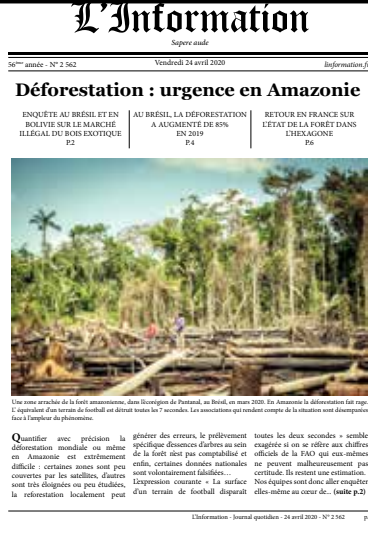 L'Information
Sapere aude
56ème année - N° 2 562
Vendredi 24 avril 2020
linformation.f
Déforestation : urgence en Amazonie
ENQUÊTE AU BRÉSIL ET EN
BOLIVIE SUR LE MARCHÉ
ILLÉGAL DU BOIS EXOTIQUE
P.2
AU BRÉSIL, LA DÉFORESTATION
A AUGMENTÉ DE 85%
EN 2019
P.4
RETOUR EN FRANCE SUR
L'ÉTAT DE LA FORÊT DANS
L'HEXAGONE
P.6
Une zone arrachée de la forêt amazonienne, dans l'écorégion de Pantanal, au Brésil, en mars 2020. En Amazonie la déforestation fait rage.
L' équivalent d'un terrain de football est détruit toutes les 7 secondes. Les associations qui rendent compte de la situation sont désemparées
face à l'ampleur du phénomène.
Quantifier avec précision la
déforestation mondiale ou même
en Amazonie est extrêmement
difficile : certaines zones sont peu
couvertes par les satellites, d'autres
sont très éloignées ou peu étudiées,
la reforestation localement peut
générer des erreurs, le prélèvement
spécifique d'essences d'arbres au sein
de la forêt n'est pas comptabilisé et
enfin, certaines données nationales
sont volontairement falsifiées...
L'expression courante « La surface
d'un terrain de football disparaît
toutes les deux secondes » semble
exagérée si on se réfère aux chiffres
officiels de la FAO qui eux-mêmes
ne peuvent malheureusement pas
certitude. Ils restent une estimation.
Nos équipes sont donc aller enquêter
elles-même au cœur de... (suite p.2)
L'Information - Journal quotidien - 24 avril 2020 - N° 2 562
p.